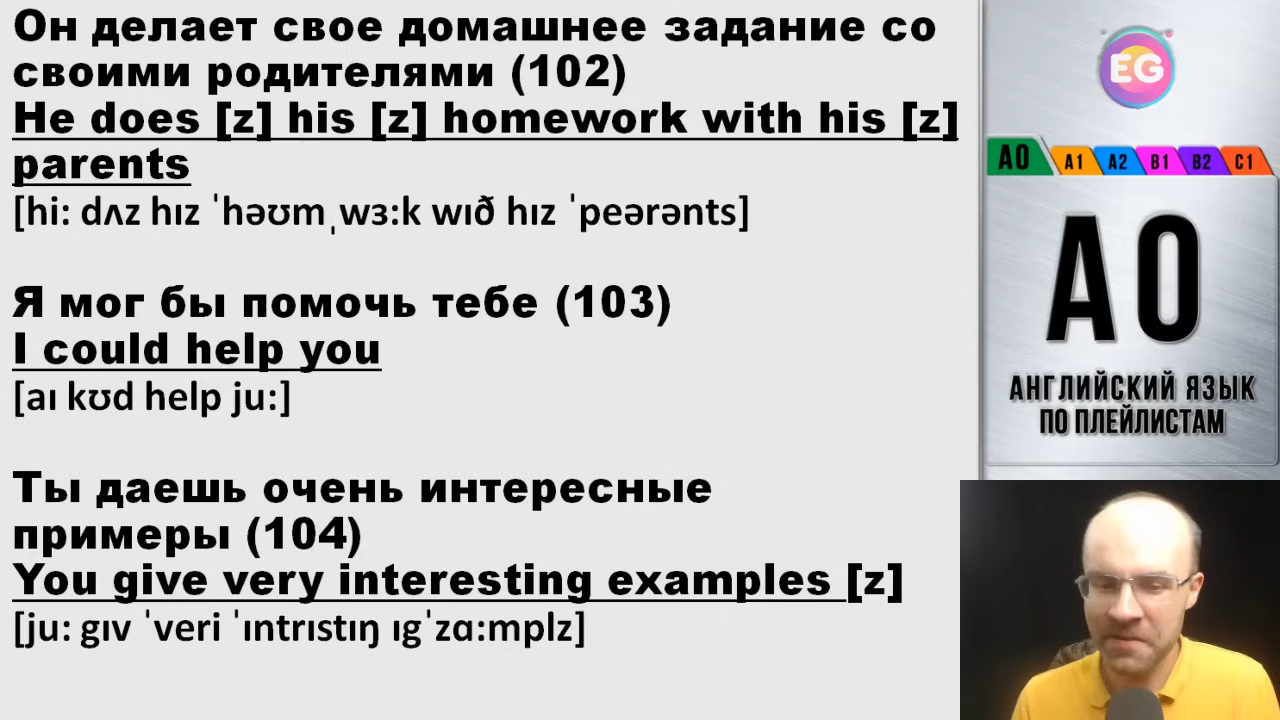 Он делает свое домашнее задание со
своими родителями (102)
He does [z] his [z] homework with his [z]
parents
[hi: dʌz hɪz ˈhəʊmˌwɜ:k wɪð hɪz ˈpeərənts]
Я мог бы помочь тебе (103)
I could help you
[aɪ kʊd help ju:]
Ты даешь очень интересные
примеры (104)
You give very interesting examples [z]
[ju: gɪv ˈveri ˈɪntrɪstɪŋ ɪgˈzɑ:mplz]
EG
A0 A1 A2 B1 B2 C1
A0
АНГЛИЙСКИЙ ЯЗЫК
ПО ПЛЕЙЛИСТАМ